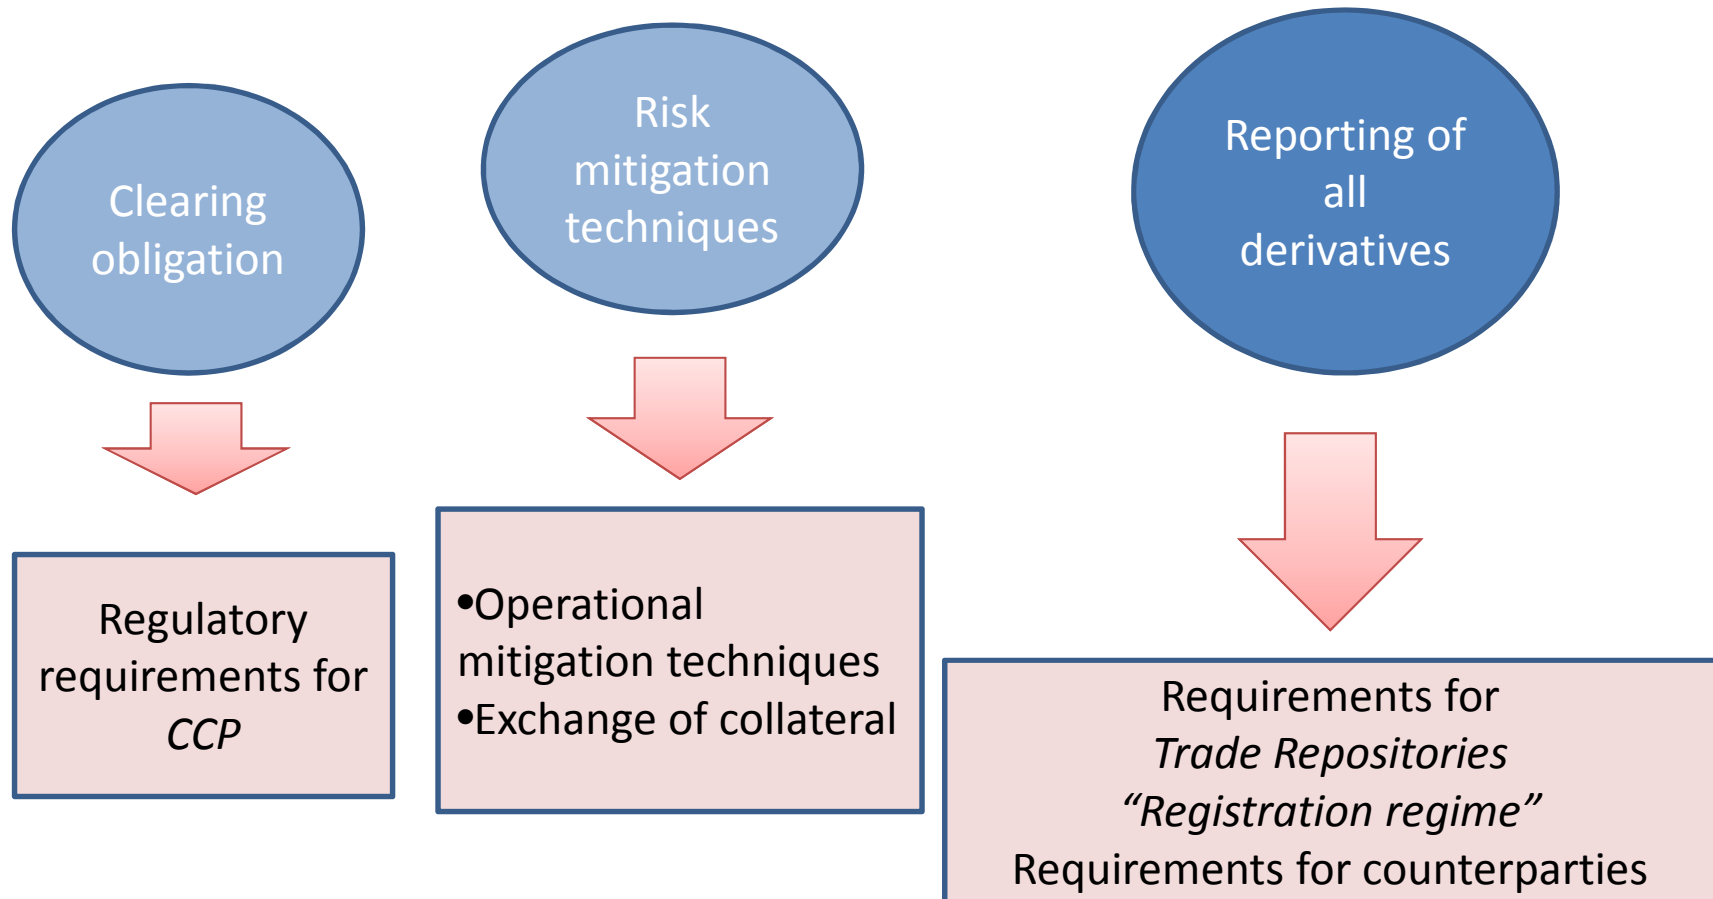 Clearing
obligation
Risk
mitigation
techniques
Reporting of
all
derivatives
Regulatory
requirements for
CCP
•Operational
mitigation techniques
•Exchange of collateral
Requirements for
Trade Repositories
“Registration regime”
Requirements for counterparties